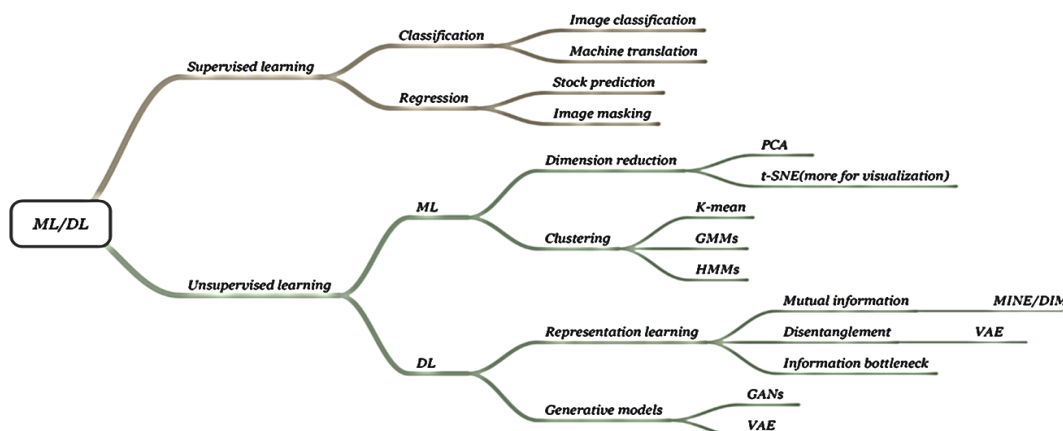 ML/DL
Supervised learning
Classification
Image classification
Machine translation
Regression
Stock prediction
Image masking
Unsupervised learning
ML
Dimension reduction
PCA
t-SNE(more for visualization)
Clustering
K-mean
GMMs
HMMs
DL
Representation learning
Mutual information
MINE/DIM
Disentanglement
VAE
Information bottleneck
Generative models
GANs
VAE